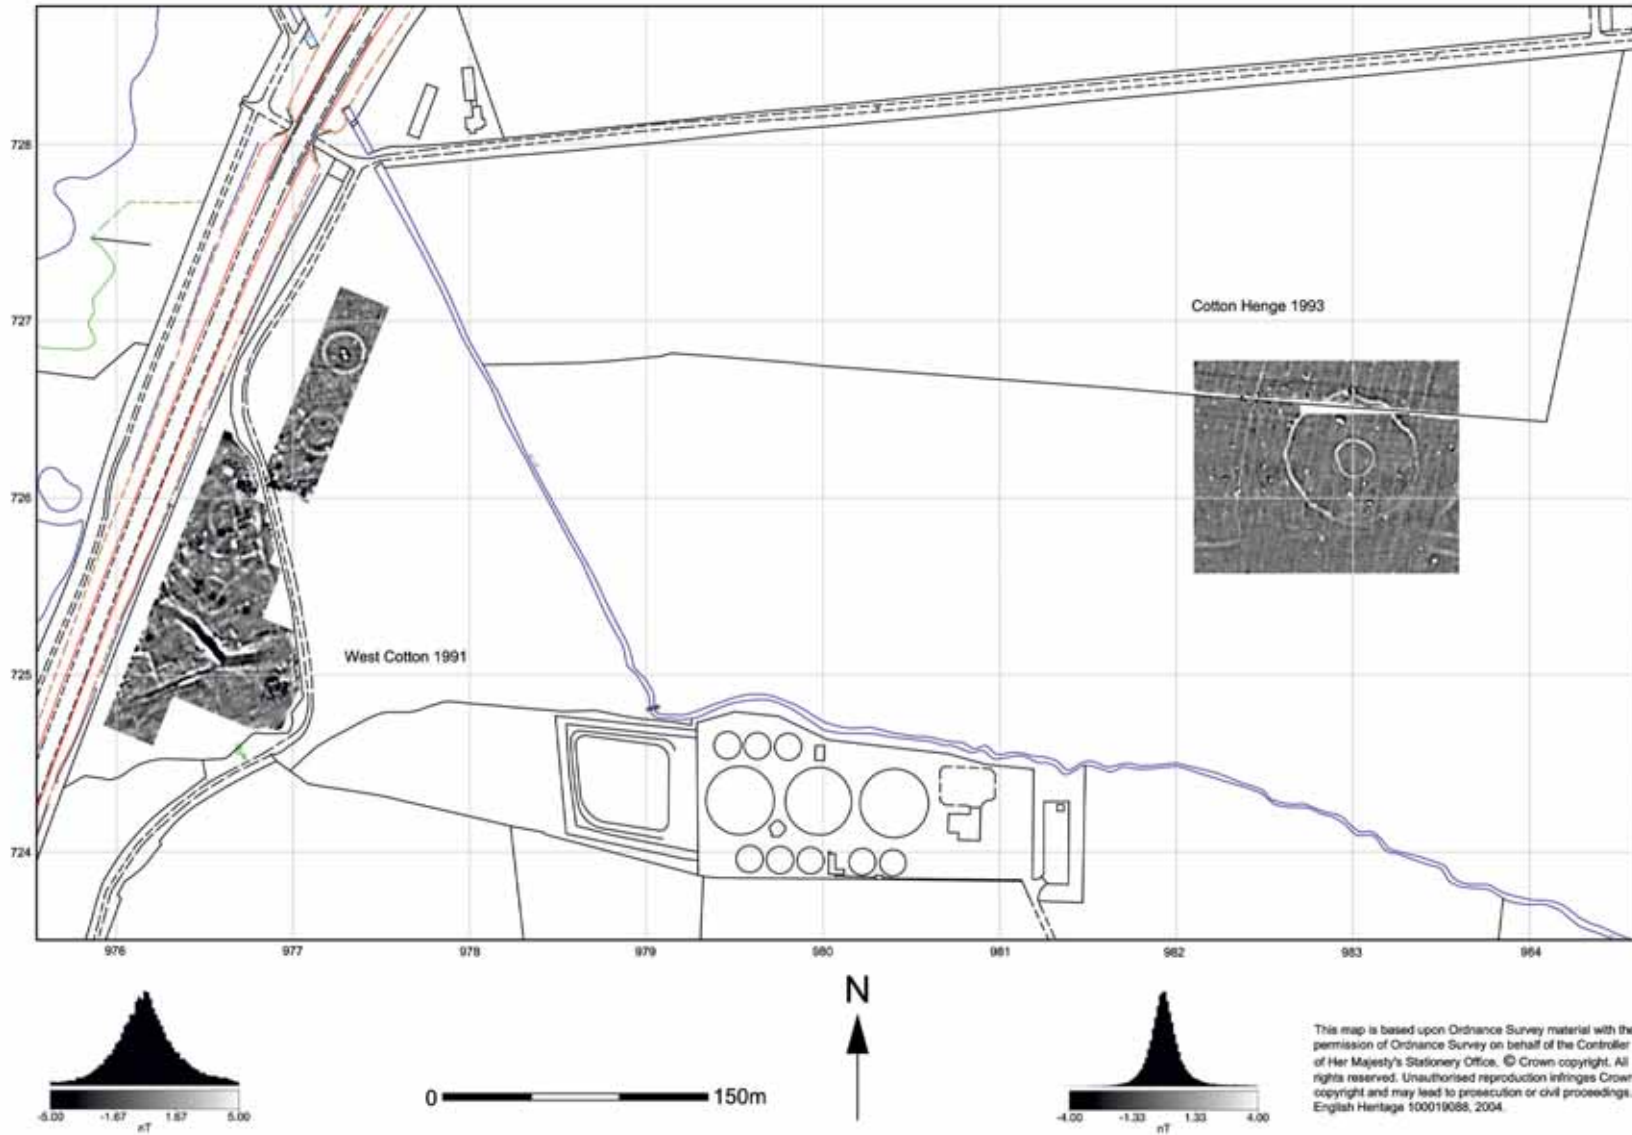 728
727
Cotton Henge 1993
726
West Cotton 1991
725
724
976 977 978 979 980 981 982 983 984
N
0 150m
-5.00 -1.67 1.67 5.00
nT
-4.00 -1.33 1.33 4.00
nT
This map is based upon Ordnance Survey material with the
permission of Ordnance Survey on behalf of the Controller
of Her Majesty's Stationery Office, © Crown copyright. All
rights reserved. Unauthorised reproduction infringes Crown
copyright and may lead to prosecution or civil proceedings.
English Heritage 100019088, 2004.